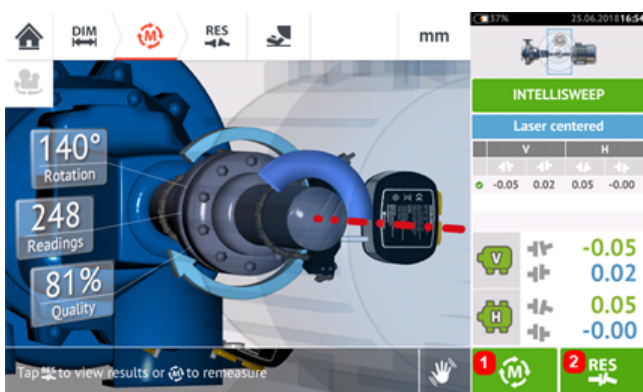 DIM
M
RES
mm
37% 25.06.2018 16:54
INTELLISWEEP
Laser centered
V H
-0.05 0.02 0.05 -0.00
140°
Rotation
248
Readings
81%
Quality
V
-0.05
0.02
H
0.05
-0.00
Tap RES to view results or M to remeasure
1 M
2 RES